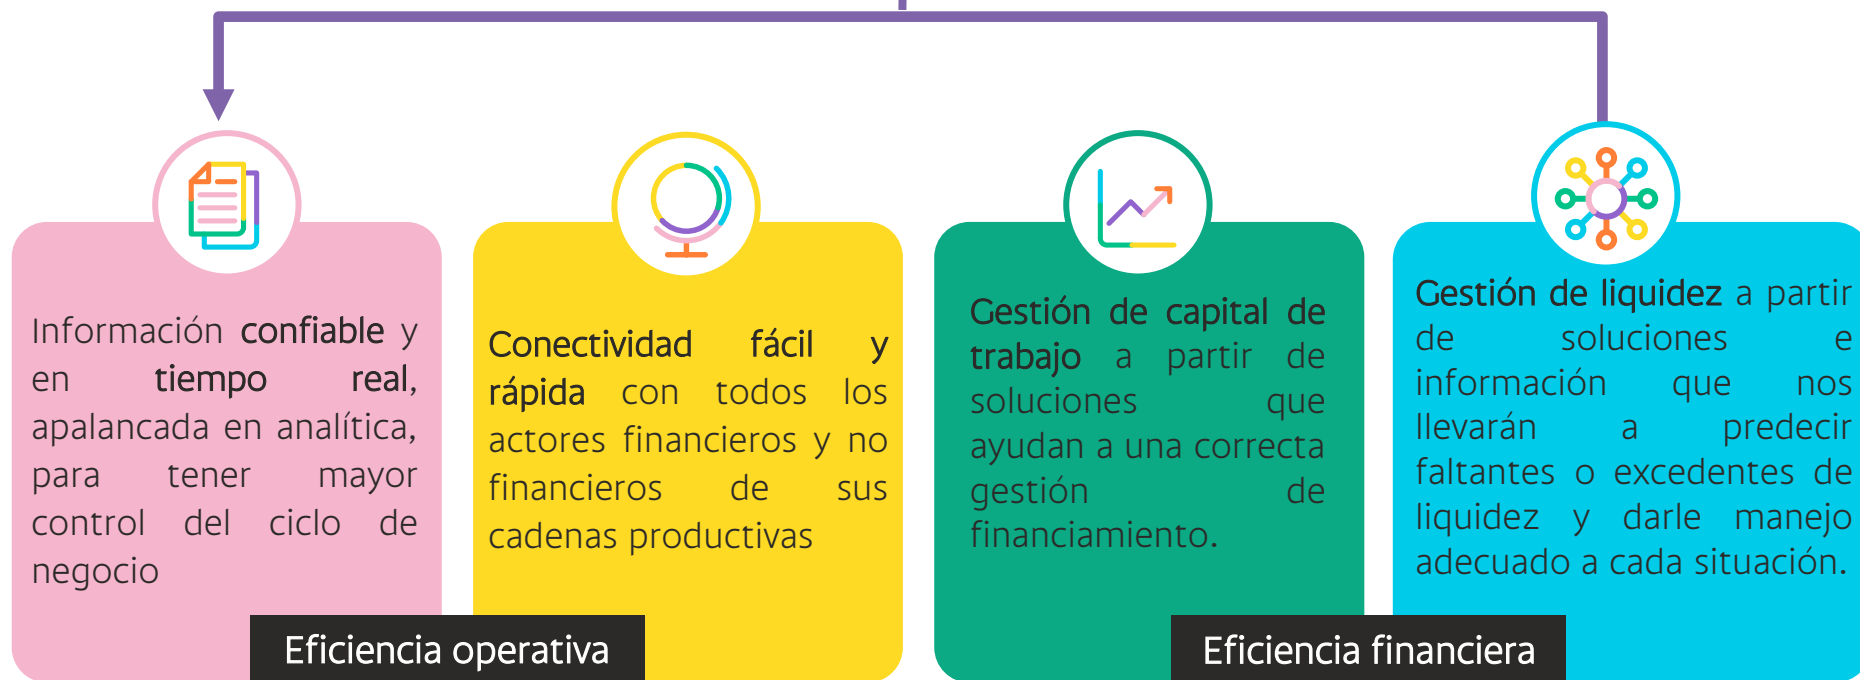 Información confiable y
en tiempo real,
apalancada en analítica,
para tener mayor
control del ciclo de
negocio
Conectividad fácil y
rápida con todos los
actores financieros y no
financieros de sus
cadenas productivas
Eficiencia operativa
Gestión de capital de
trabajo a partir de
soluciones que
ayudan a una correcta
gestión de
financiamiento.
Gestión de liquidez a partir
de soluciones e
información que nos
llevarán a predecir
faltantes o excedentes de
liquidez y darle manejo
adecuado a cada situación.
Eficiencia financiera